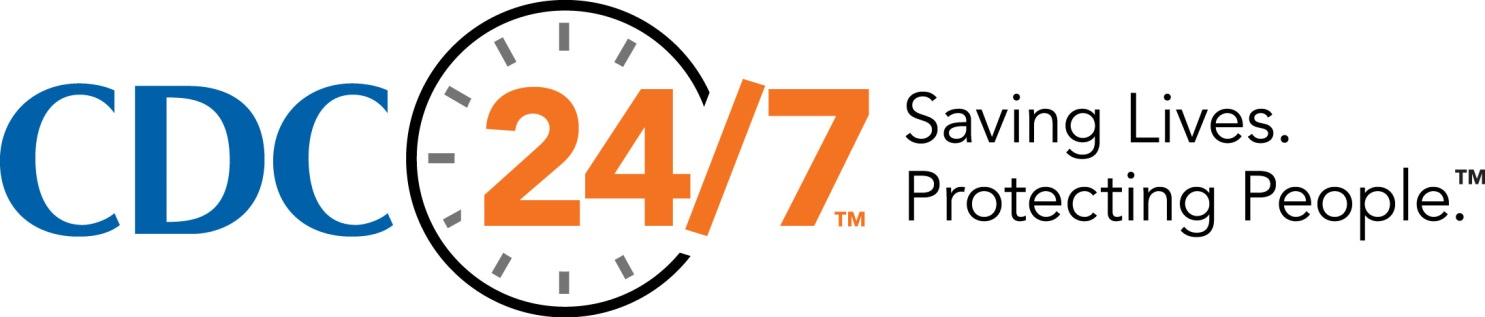 CDC 24/7™
Saving Lives.
Protecting People.™